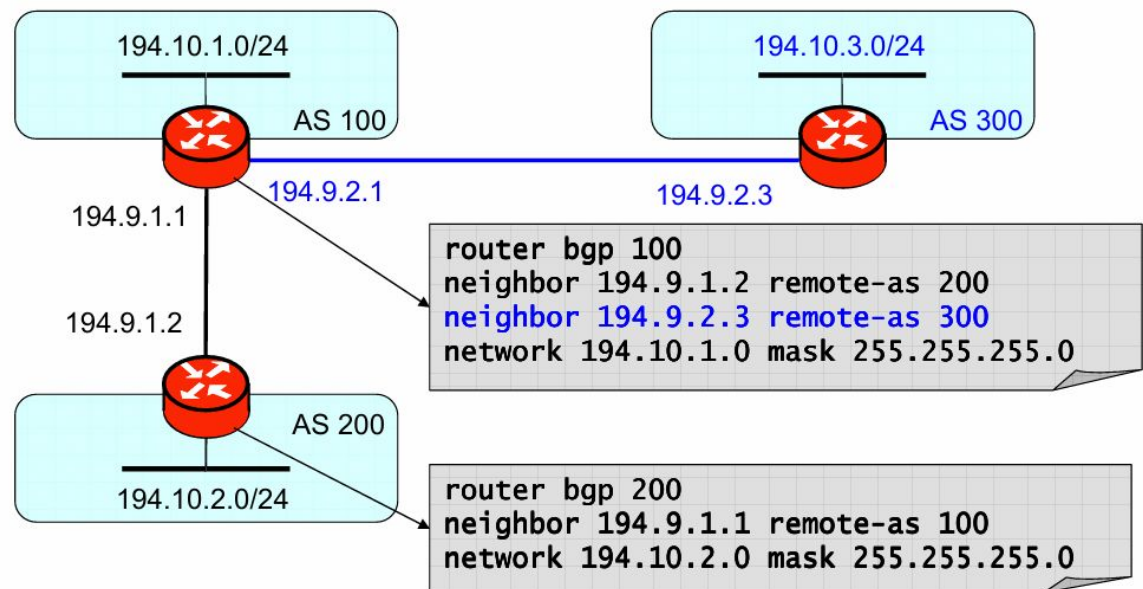 194.10.1.0/24
AS 100
194.10.3.0/24
AS 300
194.9.2.1
194.9.2.3
194.9.1.1
router bgp 100
neighbor 194.9.1.2 remote-as 200
neighbor 194.9.2.3 remote-as 300
network 194.10.1.0 mask 255.255.255.0
194.9.1.2
AS 200
194.10.2.0/24
router bgp 200
neighbor 194.9.1.1 remote-as 100
network 194.10.2.0 mask 255.255.255.0